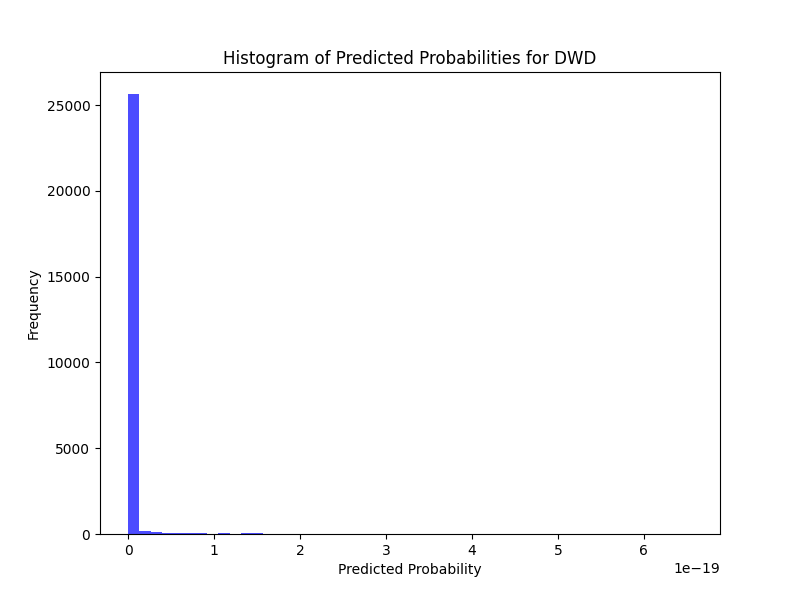 Histogram of Predicted Probabilities for DWD
25000
20000
15000
10000
5000
0
Frequency
0 1 2 3 4 5 6
1e−19
Predicted Probability